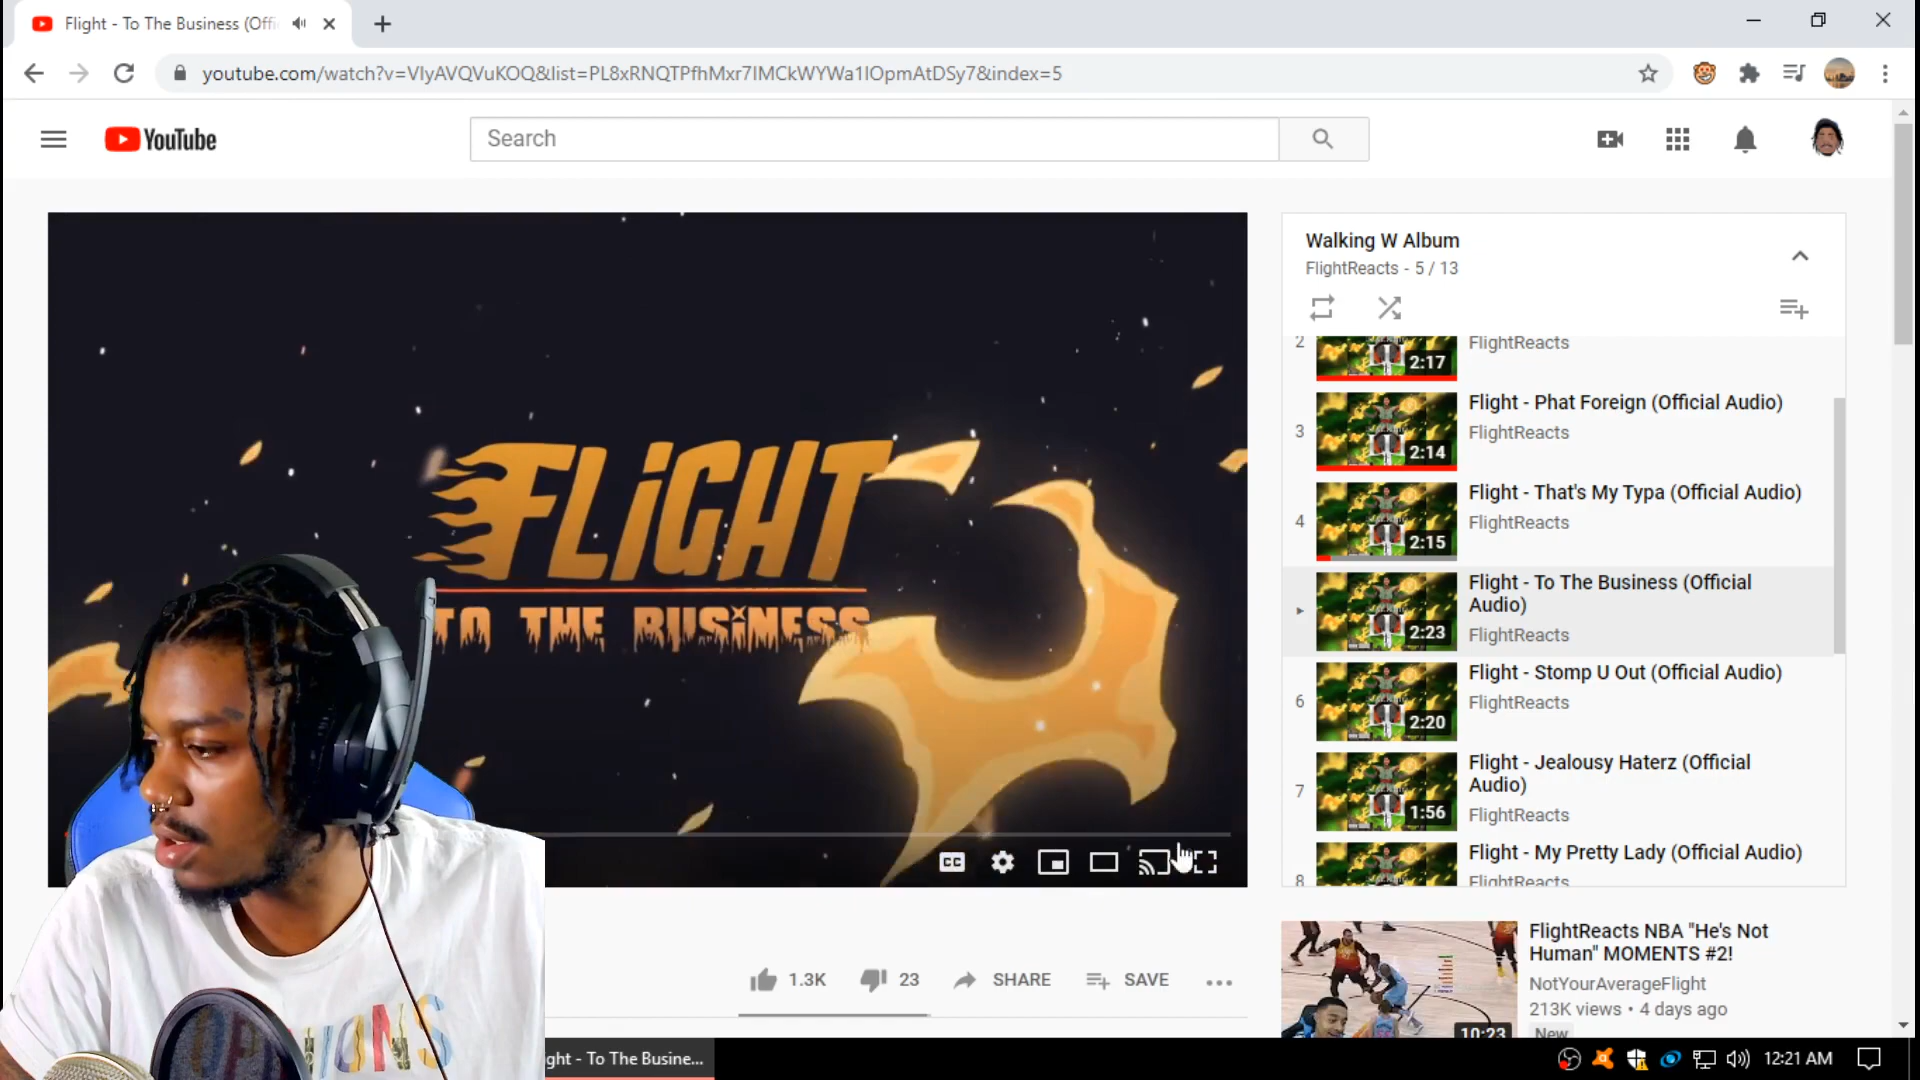 Flight - To The Business (Offi
youtube.com/watch?v=VIyAVQVuKOQ&list=PL8xRNQTPfhMxr7IMCkWYWa1lOpmAtDSy7&index=5
YouTube
Search
FLiGHT
TO THE BUSiNESS
CC
1.3K
23
SHARE
SAVE
Walking W Album
FlightReacts - 5 / 13
2
2:17
FlightReacts
3
2:14
Flight - Phat Foreign (Official Audio)
FlightReacts
4
2:15
Flight - That's My Typa (Official Audio)
FlightReacts
2:23
Flight - To The Business (Official
Audio)
FlightReacts
6
2:20
Flight - Stomp U Out (Official Audio)
FlightReacts
7
1:56
Flight - Jealousy Haterz (Official
Audio)
FlightReacts
8
Flight - My Pretty Lady (Official Audio)
FlightReacts
10:23
FlightReacts NBA "He's Not
Human" MOMENTS #2!
NotYourAverageFlight
213K views • 4 days ago
New
ght - To The Busine...
12:21 AM